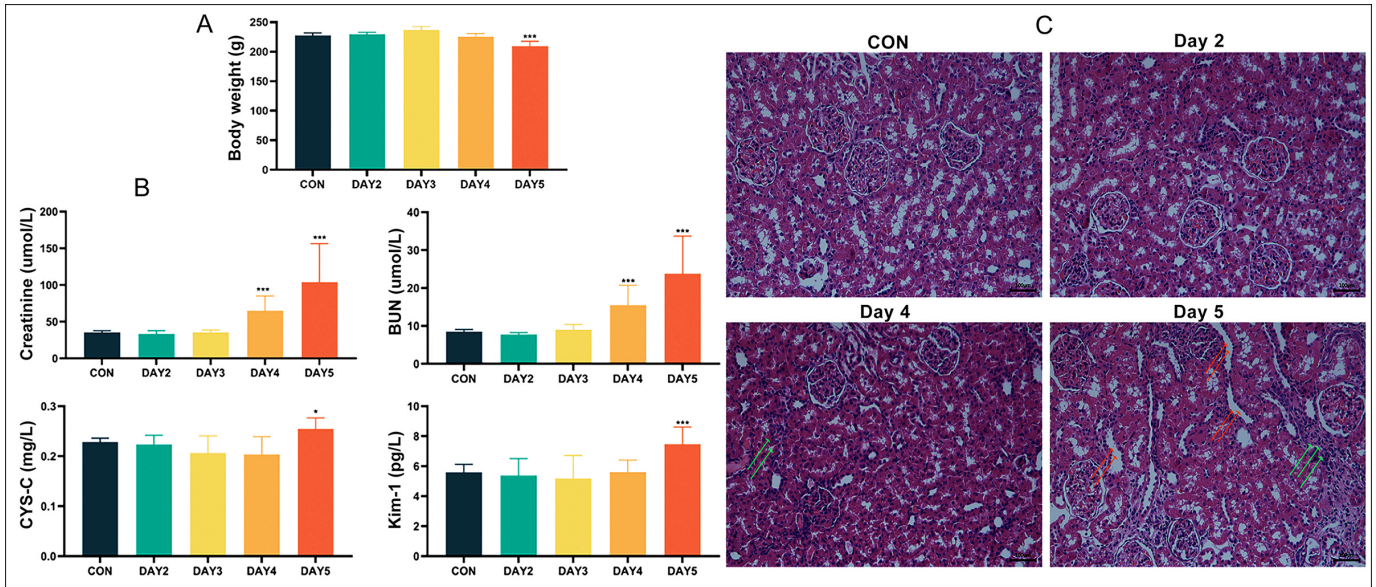 A
Body weight (g)
250
200
150
100
50
0
***
CON DAY2 DAY3 DAY4 DAY5
B
Creatinine (umol/L)
200
150
100
50
0
***
***
CON DAY2 DAY3 DAY4 DAY5
BUN (umol/L)
40
30
20
10
0
***
***
CON DAY2 DAY3 DAY4 DAY5
CYS-C (mg/L)
0.3
0.2
0.1
0.0
*
CON DAY2 DAY3 DAY4 DAY5
Kim-1 (pg/L)
10
8
6
4
2
0
***
CON DAY2 DAY3 DAY4 DAY5
C
CON
Day 2
100μm
100μm
Day 4
Day 5